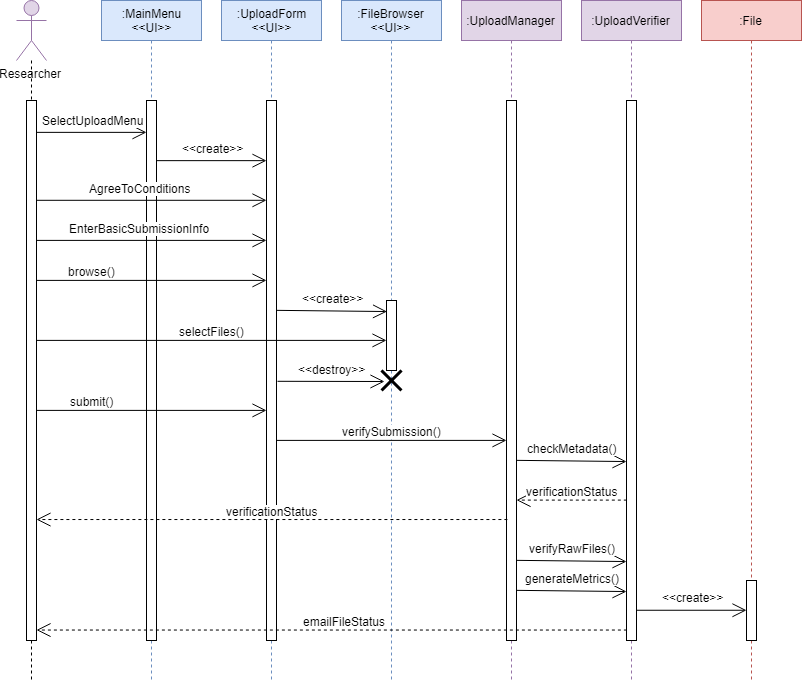 :MainMenu
<<UI>>
:UploadForm
<<UI>>
:FileBrowser
<<UI>>
:UploadManager
:UploadVerifier
:File
Researcher
SelectUploadMenu
<<create>>
AgreeToConditions
EnterBasicSubmissionInfo
browse()
<<create>>
selectFiles()
<<destroy>>
submit()
verifySubmission()
checkMetadata()
verificationStatus
verificationStatus
verifyRawFiles()
generateMetrics()
<<create>>
emailFileStatus